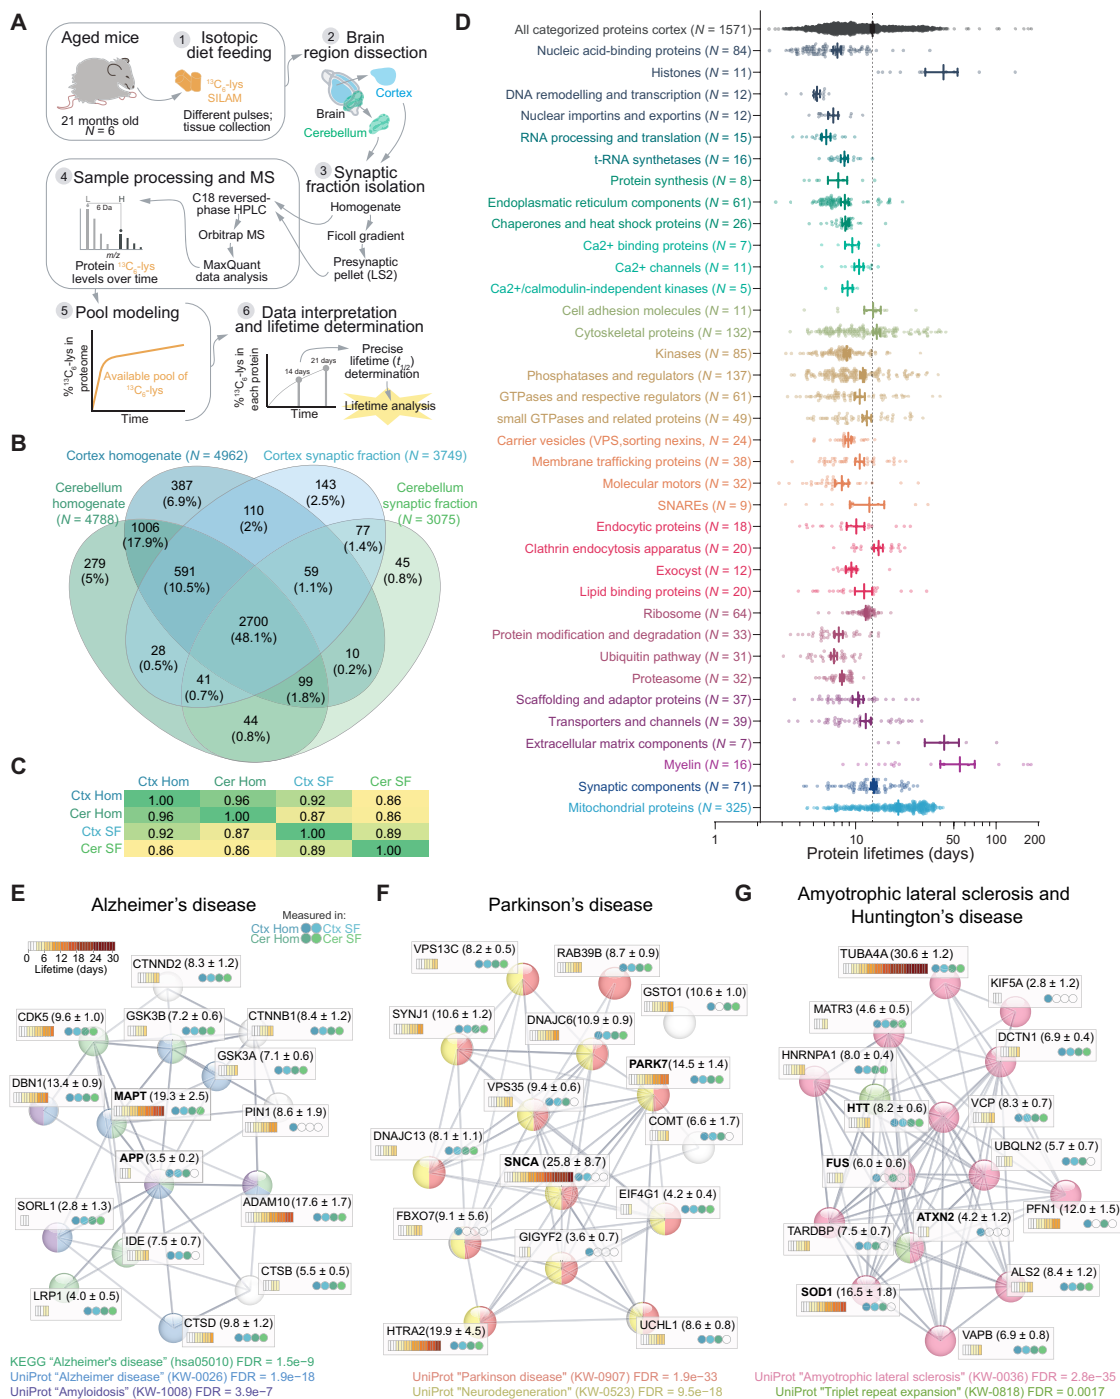 A
Aged mice
21 months old
N = 6
1 Isotopic
diet feeding
13C6-lys
SILAM
Different pulses;
tissue collection
2 Brain
region dissection
Cortex
Brain
Cerebellum
3 Synaptic
fraction isolation
Homogenate
Ficoll gradient
Presynaptic
pellet (LS2)
4 Sample processing and MS
L H
6 Da
m/z
Protein 13C6-lys
levels over time
C18 reversed-
phase HPLC
Orbitrap MS
MaxQuant
data analysis
5 Pool modeling
%13C6-lys in
proteome
Available pool of
13C6-lys
Time
6 Data interpretation
and lifetime determination
%13C6-lys in
each protein
14 days
21 days
Time
Precise
lifetime (t1/2)
determination
Lifetime analysis
B
Cortex homogenate (N = 4962)
Cortex synaptic fraction (N = 3749)
Cerebellum
homogenate
(N = 4788)
Cerebellum
synaptic fraction
(N = 3075)
387
(6.9%)
143
(2.5%)
110
(2%)
1006
(17.9%)
77
(1.4%)
279
(5%)
45
(0.8%)
591
(10.5%)
59
(1.1%)
2700
(48.1%)
28
(0.5%)
10
(0.2%)
41
(0.7%)
99
(1.8%)
44
(0.8%)
C
Ctx Hom Cer Hom Ctx SF Cer SF
Ctx Hom 1.00 0.96 0.92 0.86
Cer Hom 0.96 1.00 0.87 0.86
Ctx SF 0.92 0.87 1.00 0.89
Cer SF 0.86 0.86 0.89 1.00
D
All categorized proteins cortex (N = 1571)
Nucleic acid-binding proteins (N = 84)
Histones (N = 11)
DNA remodelling and transcription (N = 12)
Nuclear importins and exportins (N = 12)
RNA processing and translation (N = 15)
t-RNA synthetases (N = 16)
Protein synthesis (N = 8)
Endoplasmatic reticulum components (N = 61)
Chaperones and heat shock proteins (N = 26)
Ca2+ binding proteins (N = 7)
Ca2+ channels (N = 11)
Ca2+/calmodulin-independent kinases (N = 5)
Cell adhesion molecules (N = 11)
Cytoskeletal proteins (N = 132)
Kinases (N = 85)
Phosphatases and regulators (N = 137)
GTPases and respective regulators (N = 61)
small GTPases and related proteins (N = 49)
Carrier vesicles (VPS,sorting nexins, (N = 24)
Membrane trafficking proteins (N = 38)
Molecular motors (N = 32)
SNAREs (N = 9)
Endocytic proteins (N = 18)
Clathrin endocytosis apparatus (N = 20)
Exocyst (N = 12)
Lipid binding proteins (N = 20)
Ribosome (N = 64)
Protein modification and degradation (N = 33)
Ubiquitin pathway (N = 31)
Proteasome (N = 32)
Scaffolding and adaptor proteins (N = 37)
Transporters and channels (N = 39)
Extracellular matrix components (N = 7)
Myelin (N = 16)
Synaptic components (N = 71)
Mitochondrial proteins (N = 325)
1 10 50 100 200
Protein lifetimes (days)
E
Alzheimer's disease
Measured in:
Ctx Hom Ctx SF
Cer Hom Cer SF
0 6 12 18 24 30
Lifetime (days)
CTNND2 (8.3 ± 1.2)
CDK5 (9.6 ± 1.0)
GSK3B (7.2 ± 0.6)
CTNNB1(8.4 ± 1.2)
GSK3A (7.1 ± 0.6)
DBN1(13.4 ± 0.9)
MAPT (19.3 ± 2.5)
PIN1 (8.6 ± 1.9)
APP (3.5 ± 0.2)
SORL1 (2.8 ± 1.3)
ADAM10 (17.6 ± 1.7)
IDE (7.5 ± 0.7)
CTSB (5.5 ± 0.5)
LRP1 (4.0 ± 0.5)
CTSD (9.8 ± 1.2)
KEGG “Alzheimer's disease” (hsa05010) FDR = 1.5e−9
UniProt “Alzheimer disease” (KW-0026) FDR = 1.9e−18
UniProt “Amyloidosis” (KW-1008) FDR = 3.9e−7
F
Parkinson's disease
VPS13C (8.2 ± 0.5)
RAB39B (8.7 ± 0.9)
GSTO1 (10.6 ± 1.0)
SYNJ1 (10.6 ± 1.2)
DNAJC6(10.9 ± 0.9)
PARK7(14.5 ± 1.4)
VPS35 (9.4 ± 0.6)
COMT (6.6 ± 1.7)
DNAJC13 (8.1 ± 1.1)
SNCA (25.8 ± 8.7)
EIF4G1 (4.2 ± 0.4)
FBXO7(9.1 ± 5.6)
GIGYF2 (3.6 ± 0.7)
HTRA2(19.9 ± 4.5)
UCHL1 (8.6 ± 0.8)
UniProt "Parkinson disease” (KW-0907) FDR = 1.9e−33
UniProt "Neurodegeneration” (KW-0523) FDR = 9.5e−18
G
Amyotrophic lateral sclerosis and
Huntington's disease
TUBA4A (30.6 ± 1.2)
KIF5A (2.8 ± 1.2)
MATR3 (4.6 ± 0.5)
DCTN1 (6.9 ± 0.4)
HNRNPA1 (8.0 ± 0.4)
HTT (8.2 ± 0.6)
VCP (8.3 ± 0.7)
UBQLN2 (5.7 ± 0.7)
FUS (6.0 ± 0.6)
ATXN2 (4.2 ± 1.2)
PFN1 (12.0 ± 1.5)
TARDBP (7.5 ± 0.7)
ALS2 (8.4 ± 1.2)
SOD1 (16.5 ± 1.8)
VAPB (6.9 ± 0.8)
UniProt “Amyotrophic lateral sclerosis” (KW-0036) FDR = 2.8e−35
UniProt “Triplet repeat expansion” (KW-0818) FDR = 0.0017